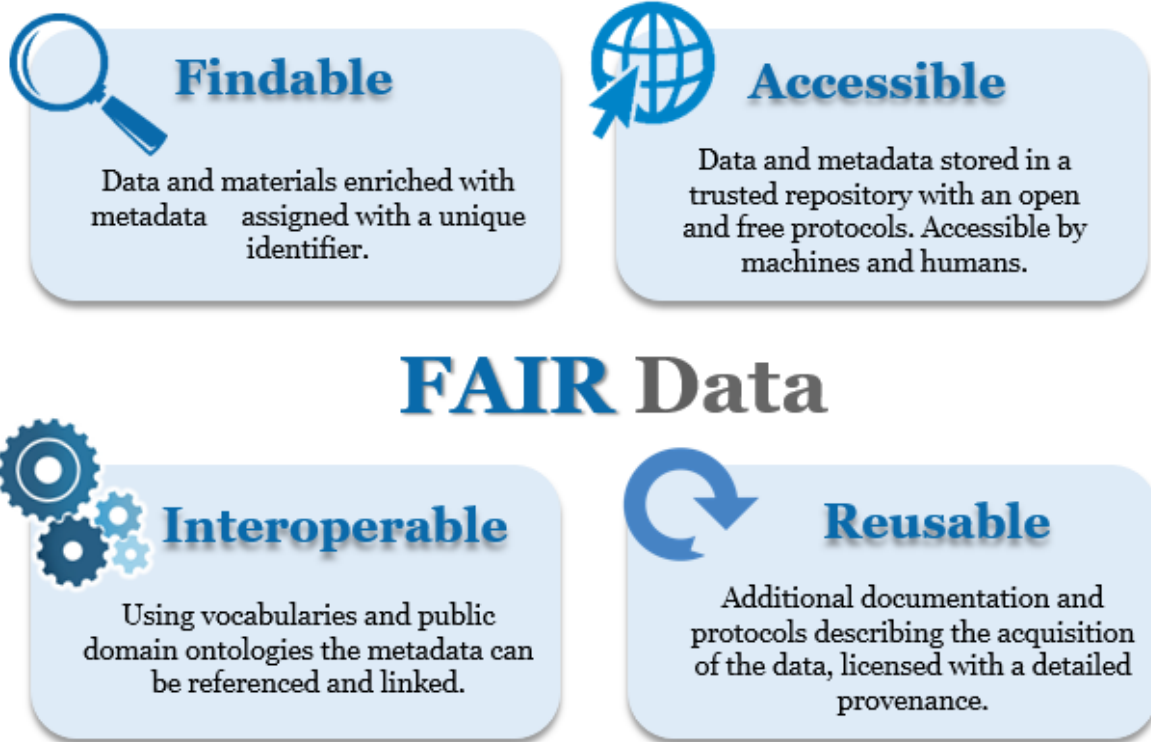 Findable
Data and materials enriched with
metadata assigned with a unique
identifier.
Accessible
Data and metadata stored in a
trusted repository with an open
and free protocols. Accessible by
machines and humans.
FAIR Data
Interoperable
Using vocabularies and public
domain ontologies the metadata can
be referenced and linked.
Reusable
Additional documentation and
protocols describing the acquisition
of the data, licensed with a detailed
provenance.